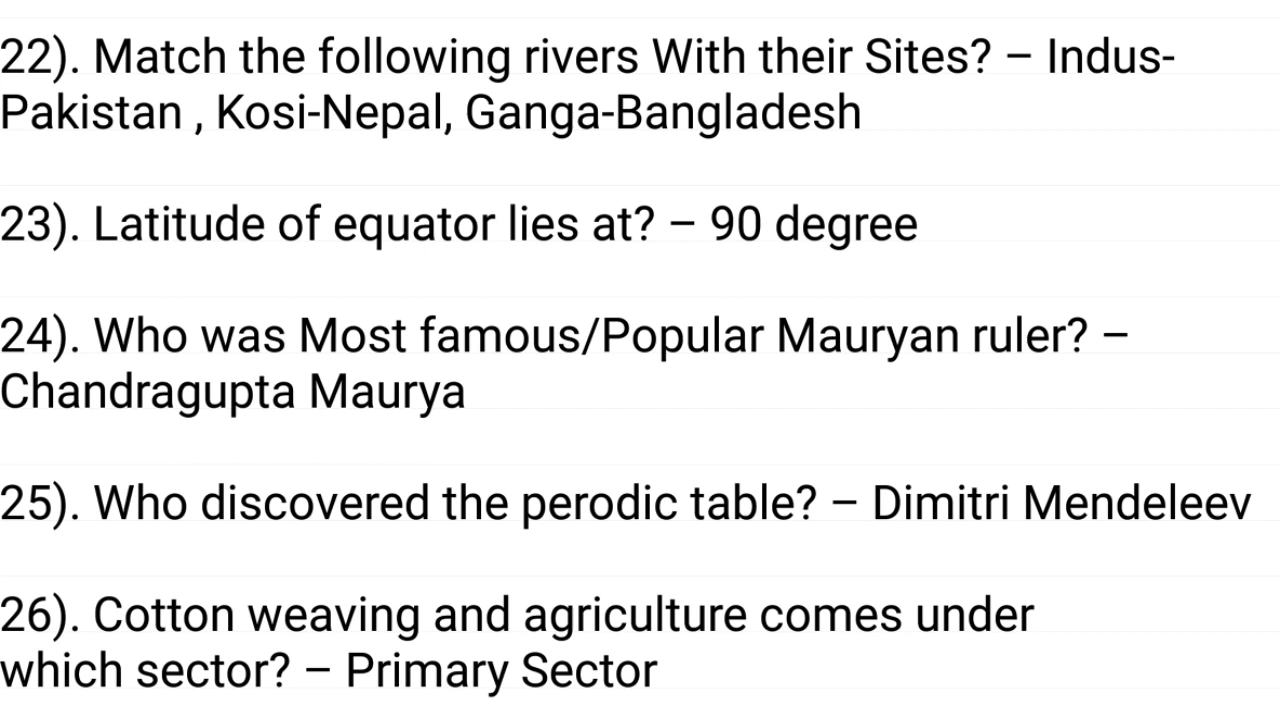 22). Match the following rivers With their Sites? – Indus-
Pakistan , Kosi-Nepal, Ganga-Bangladesh
23). Latitude of equator lies at? – 90 degree
24). Who was Most famous/Popular Mauryan ruler? –
Chandragupta Maurya
25). Who discovered the perodic table? – Dimitri Mendeleev
26). Cotton weaving and agriculture comes under
which sector? – Primary Sector